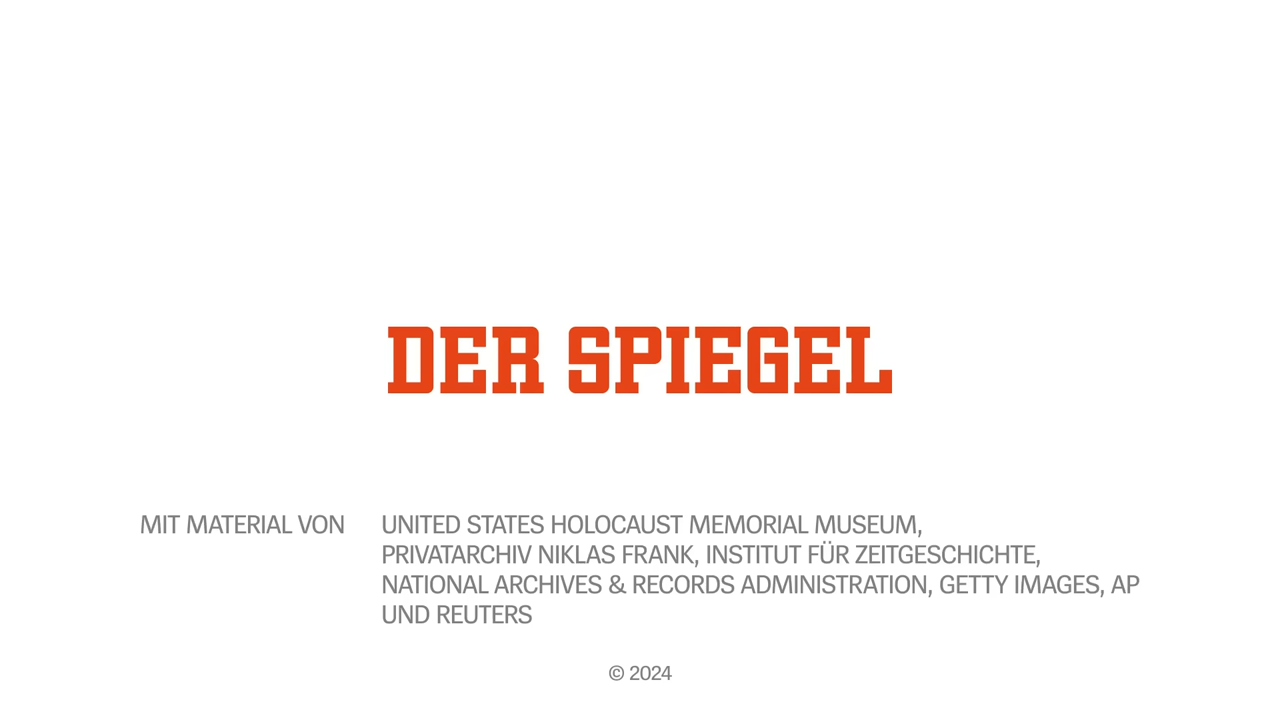 DER SPIEGEL
MIT MATERIAL VON UNITED STATES HOLOCAUST MEMORIAL MUSEUM,
PRIVATARCHIV NIKLAS FRANK, INSTITUT FÜR ZEITGESCHICHTE,
NATIONAL ARCHIVES & RECORDS ADMINISTRATION, GETTY IMAGES, AP
UND REUTERS
© 2024